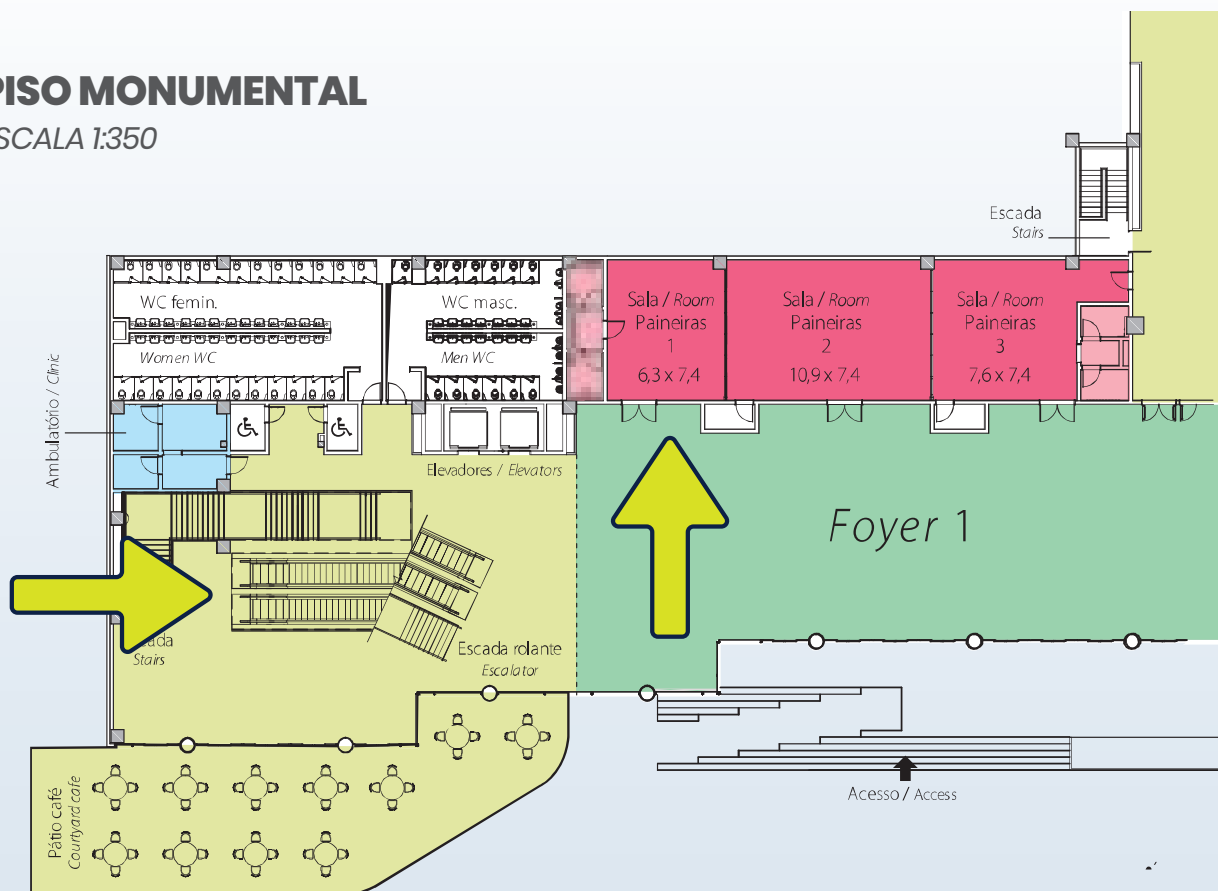 PISO MONUMENTAL
ESCALA 1:350
Escada
Stairs
WC femin.
Women WC
WC masc.
Men WC
Sala / Room
Paineiras
1
6,3 x 7,4
Sala / Room
Paineiras
2
10,9 x 7,4
Sala / Room
Paineiras
3
7,6 x 7,4
Ambulatório / Clinic
Elevadores / Elevators
Foyer 1
Stairs
Escada rolante
Escalator
Pátio café
Courtyard café
Acesso / Access